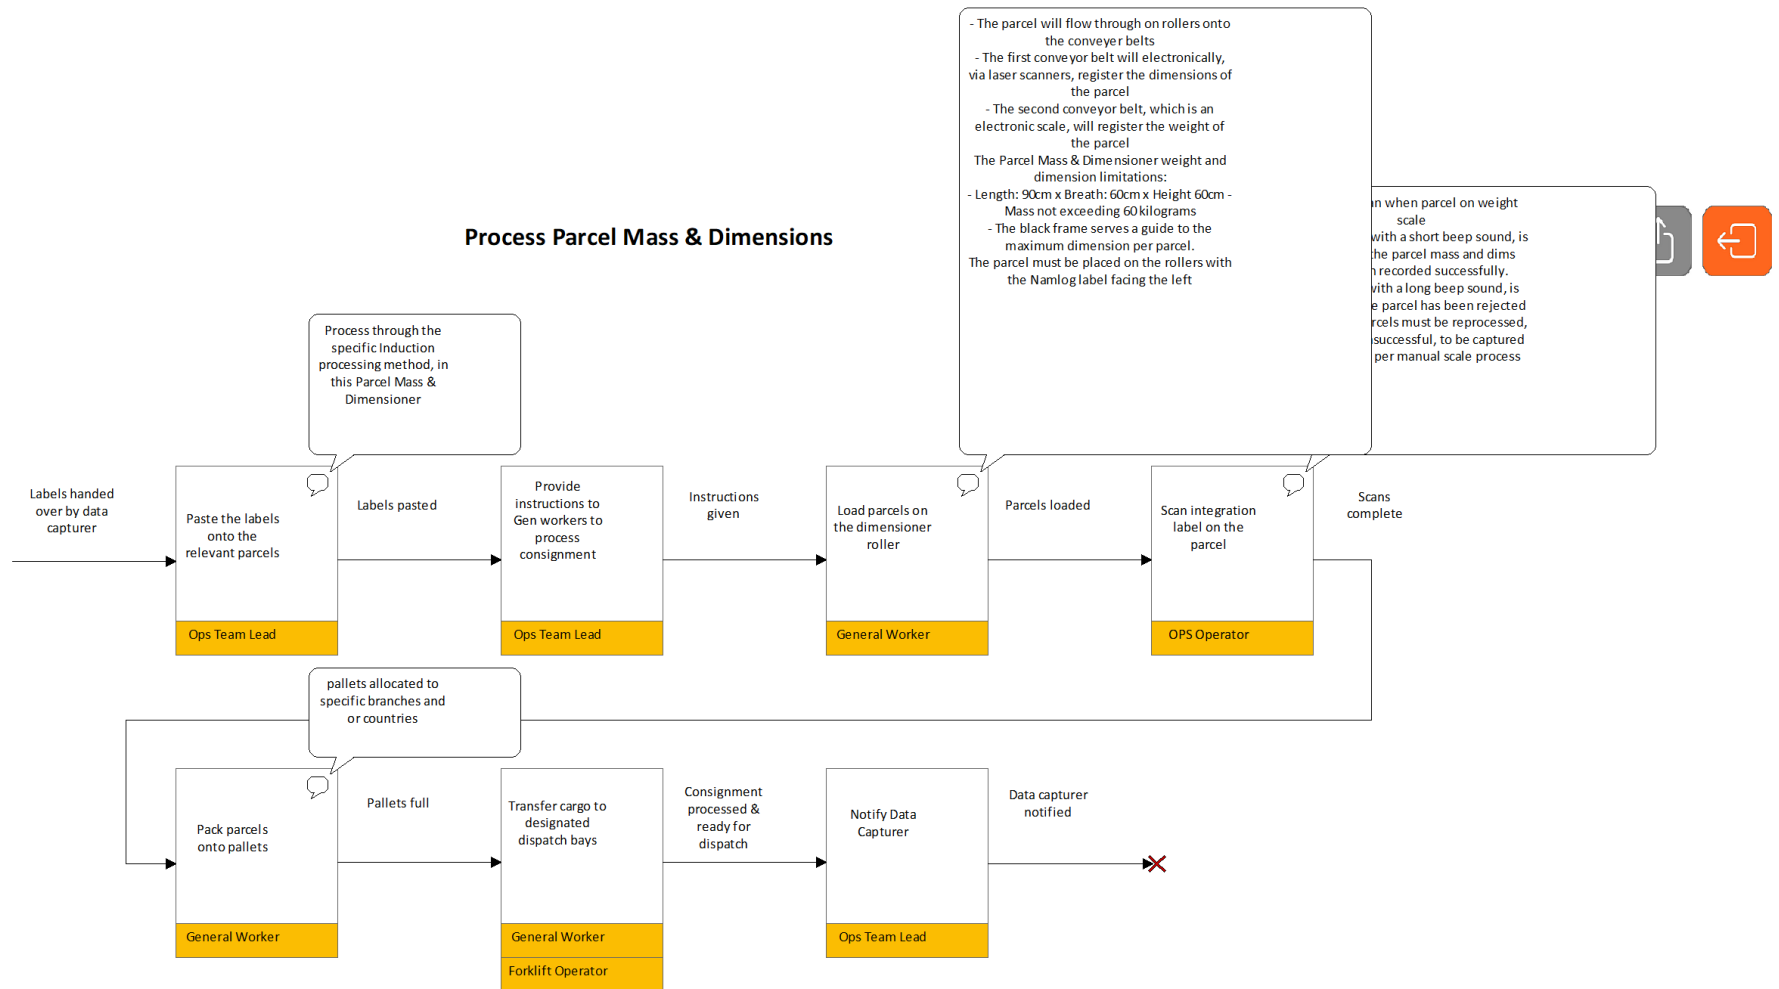 - The parcel will flow through on rollers onto
the conveyer belts
- The first conveyor belt will electronically,
via laser scanners, register the dimensions of
the parcel
- The second conveyor belt, which is an
electronic scale, will register the weight of
the parcel
The Parcel Mass & Dimensioner weight and
dimension limitations:
- Length: 90cm x Breath: 60cm x Height 60cm -
Mass not exceeding 60 kilograms
- The black frame serves a guide to the
maximum dimension per parcel.
The parcel must be placed on the rollers with
the Namlog label facing the left
when parcel on weight
scale
with a short beep sound, is
the parcel mass and dims
recorded successfully.
with a long beep sound, is
parcel has been rejected
must be reprocessed,
to be captured
per manual scale process
Process Parcel Mass & Dimensions
Process through the
specific Induction
processing method, in
this Parcel Mass &
Dimensioner
Labels handed
over by data
capturer
Paste the labels
onto the
relevant parcels
Ops Team Lead
Labels pasted
Provide
instructions to
Gen workers to
process
consignment
Ops Team Lead
Instructions
given
Load parcels on
the dimensioner
roller
General Worker
Parcels loaded
Scan integration
label on the
parcel
OPS Operator
Scans
complete
pallets allocated to
specific branches and
or countries
Pack parcels
onto pallets
General Worker
Pallets full
Transfer cargo to
designated
dispatch bays
General Worker
Forklift Operator
Consignment
processed &
ready for
dispatch
Notify Data
Capturer
Ops Team Lead
Data capturer
notified